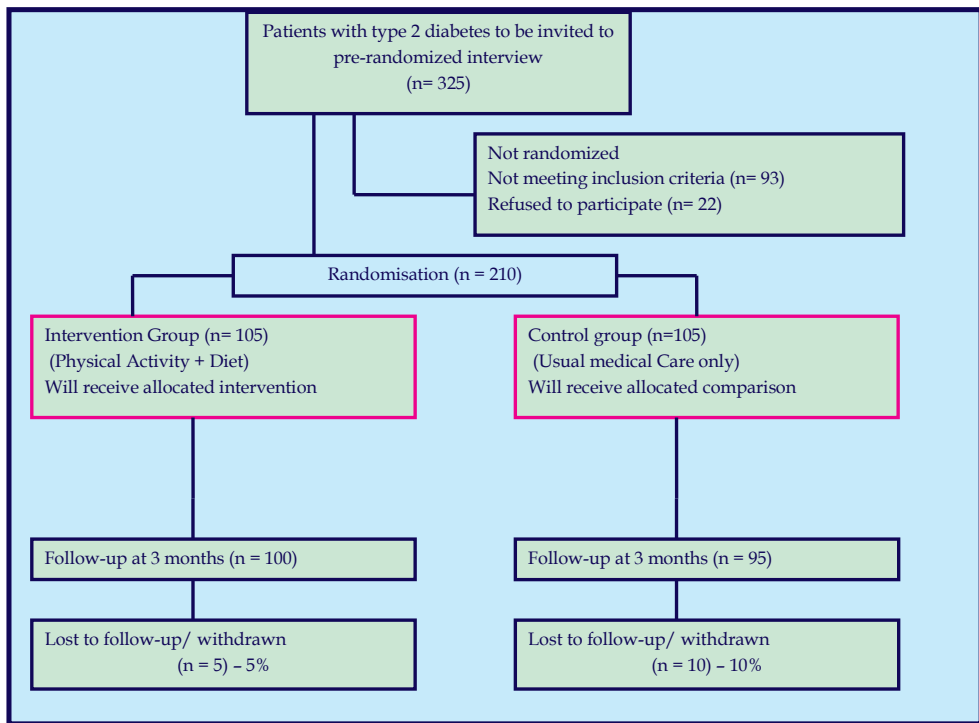 Patients with type 2 diabetes to be invited to
pre-randomized interview
(n= 325)
Not randomized
Not meeting inclusion criteria (n= 93)
Refused to participate (n= 22)
Randomisation (n = 210)
Intervention Group (n= 105)
(Physical Activity + Diet)
Will receive allocated intervention
Control group (n=105)
(Usual medical Care only)
Will receive allocated comparison
Follow-up at 3 months (n = 100)
Follow-up at 3 months (n = 95)
Lost to follow-up/ withdrawn
(n = 5) – 5%
Lost to follow-up/ withdrawn
(n = 10) – 10%